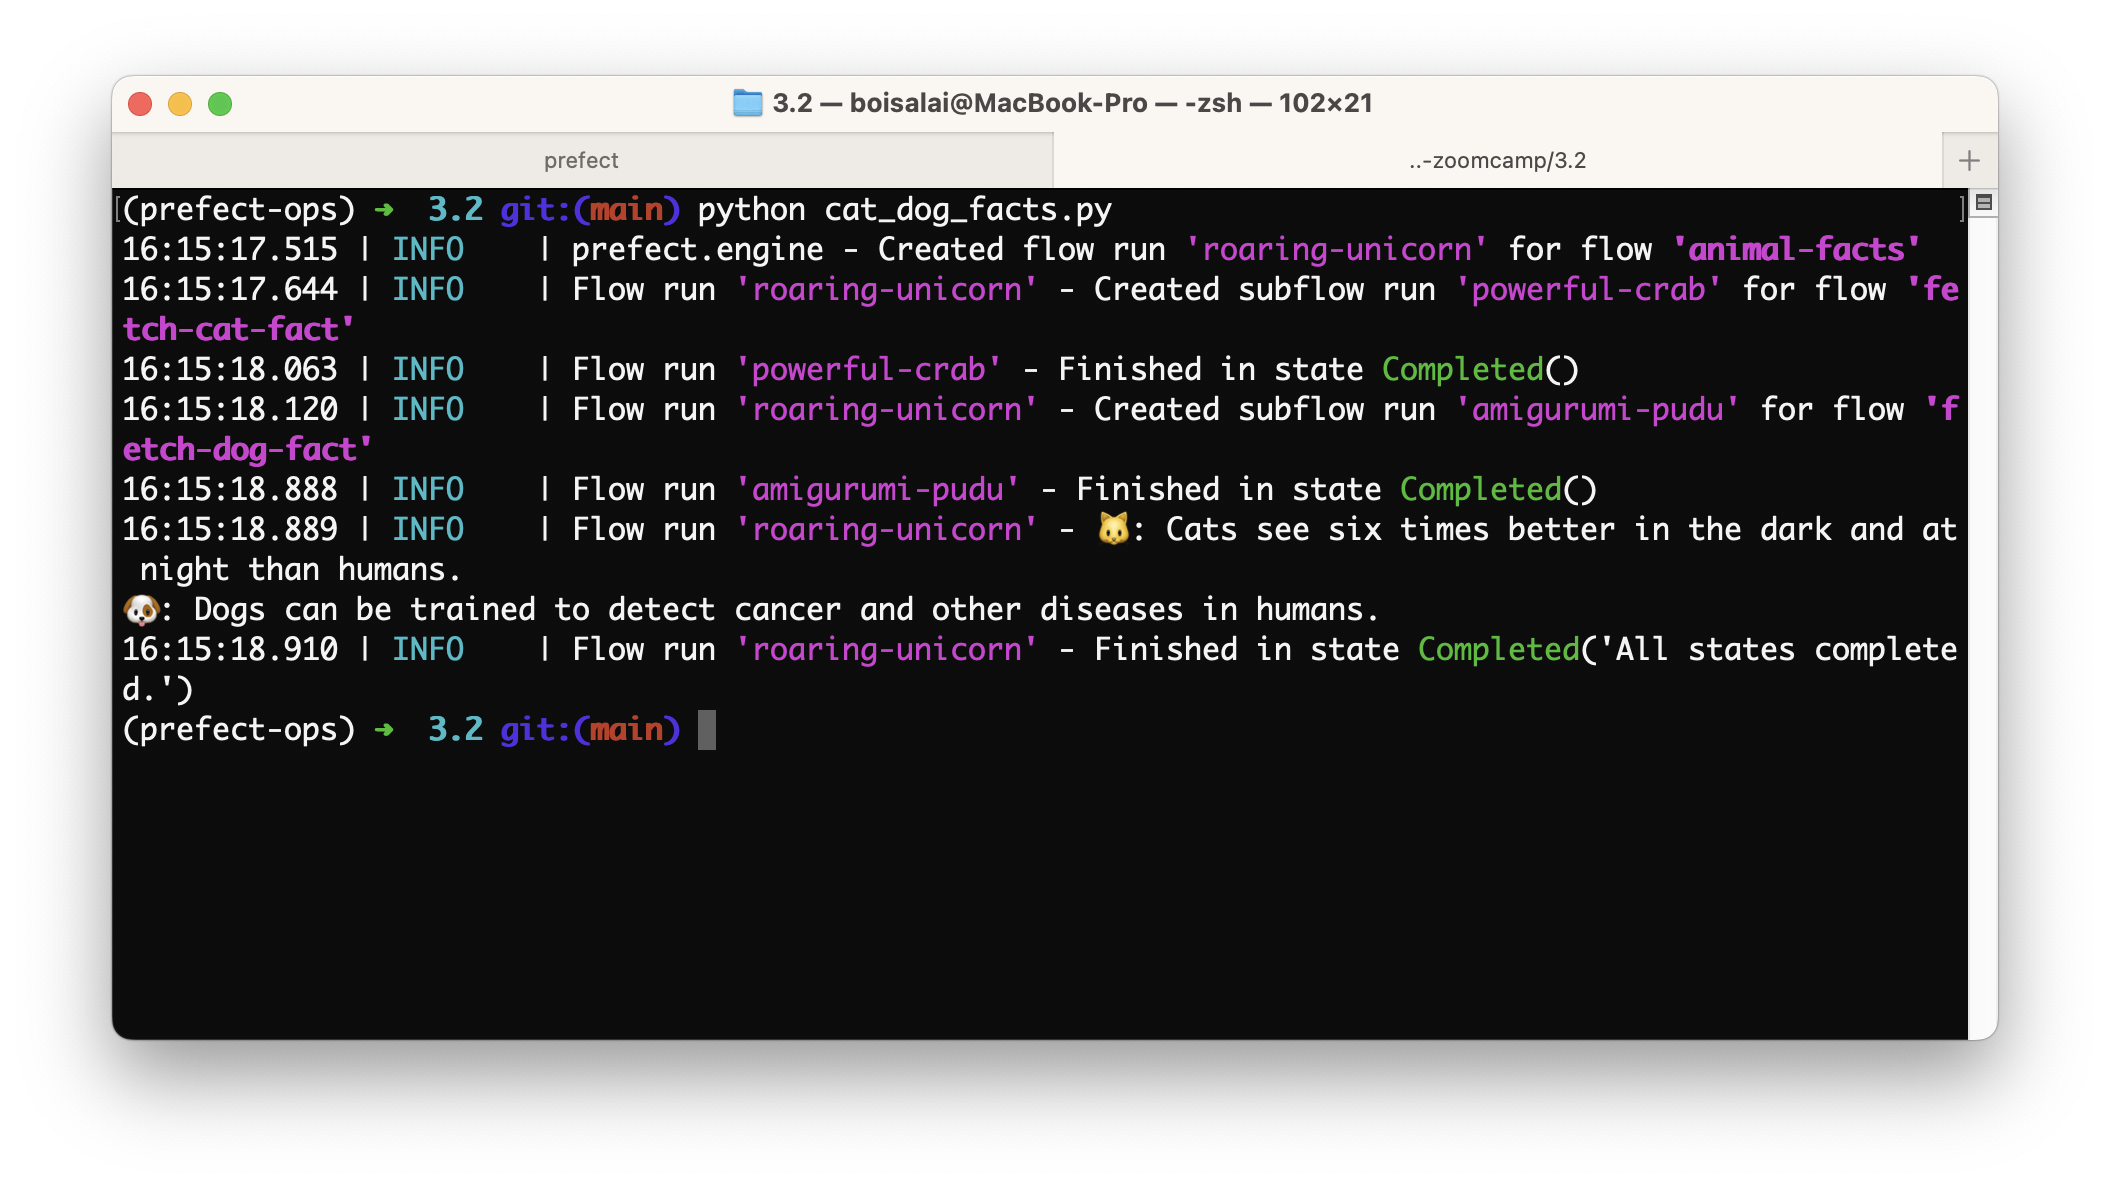 3.2 — boisalai@MacBook-Pro — -zsh — 102×21
prefect
..-zoomcamp/3.2
(prefect-ops) ➜  3.2 git:(main) python cat_dog_facts.py
16:15:17.515 | INFO    | prefect.engine - Created flow run 'roaring-unicorn' for flow 'animal-facts'
16:15:17.644 | INFO    | Flow run 'roaring-unicorn' - Created subflow run 'powerful-crab' for flow 'fe
tch-cat-fact'
16:15:18.063 | INFO    | Flow run 'powerful-crab' - Finished in state Completed()
16:15:18.120 | INFO    | Flow run 'roaring-unicorn' - Created subflow run 'amigurumi-pudu' for flow 'f
etch-dog-fact'
16:15:18.888 | INFO    | Flow run 'amigurumi-pudu' - Finished in state Completed()
16:15:18.889 | INFO    | Flow run 'roaring-unicorn' - 🐱: Cats see six times better in the dark and at
 night than humans.
🐶: Dogs can be trained to detect cancer and other diseases in humans.
16:15:18.910 | INFO    | Flow run 'roaring-unicorn' - Finished in state Completed('All states complete
d.')
(prefect-ops) ➜  3.2 git:(main)